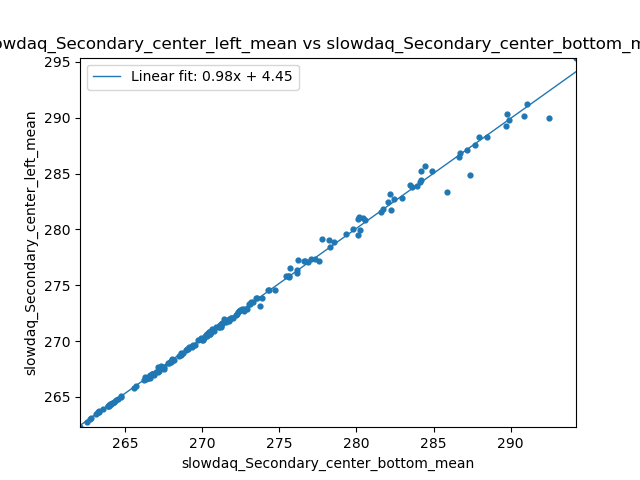 owdaq_Secondary_center_left_mean vs slowdaq_Secondary_center_bottom_m
Linear fit: 0.98x + 4.45
295
290
285
280
275
270
265
slowdaq_Secondary_center_left_mean
265 270 275 280 285 290
slowdaq_Secondary_center_bottom_mean